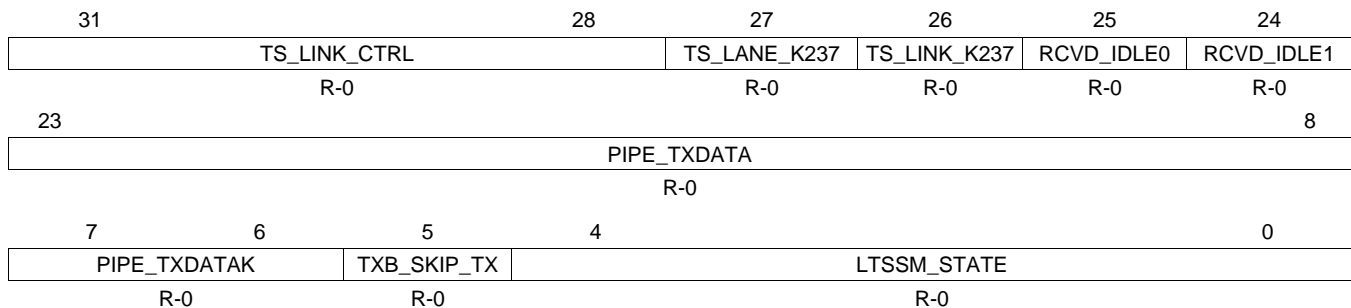 31 28 27 26 25 24
TS_LINK_CTRL TS_LANE_K237 TS_LINK_K237 RCVD_IDLE0 RCVD_IDLE1
R-0 R-0 R-0 R-0 R-0
23 8
PIPE_TXDATA
R-0
7 6 5 4 0
PIPE_TXDATAK TXB_SKIP_TX LTSSM_STATE
R-0 R-0 R-0